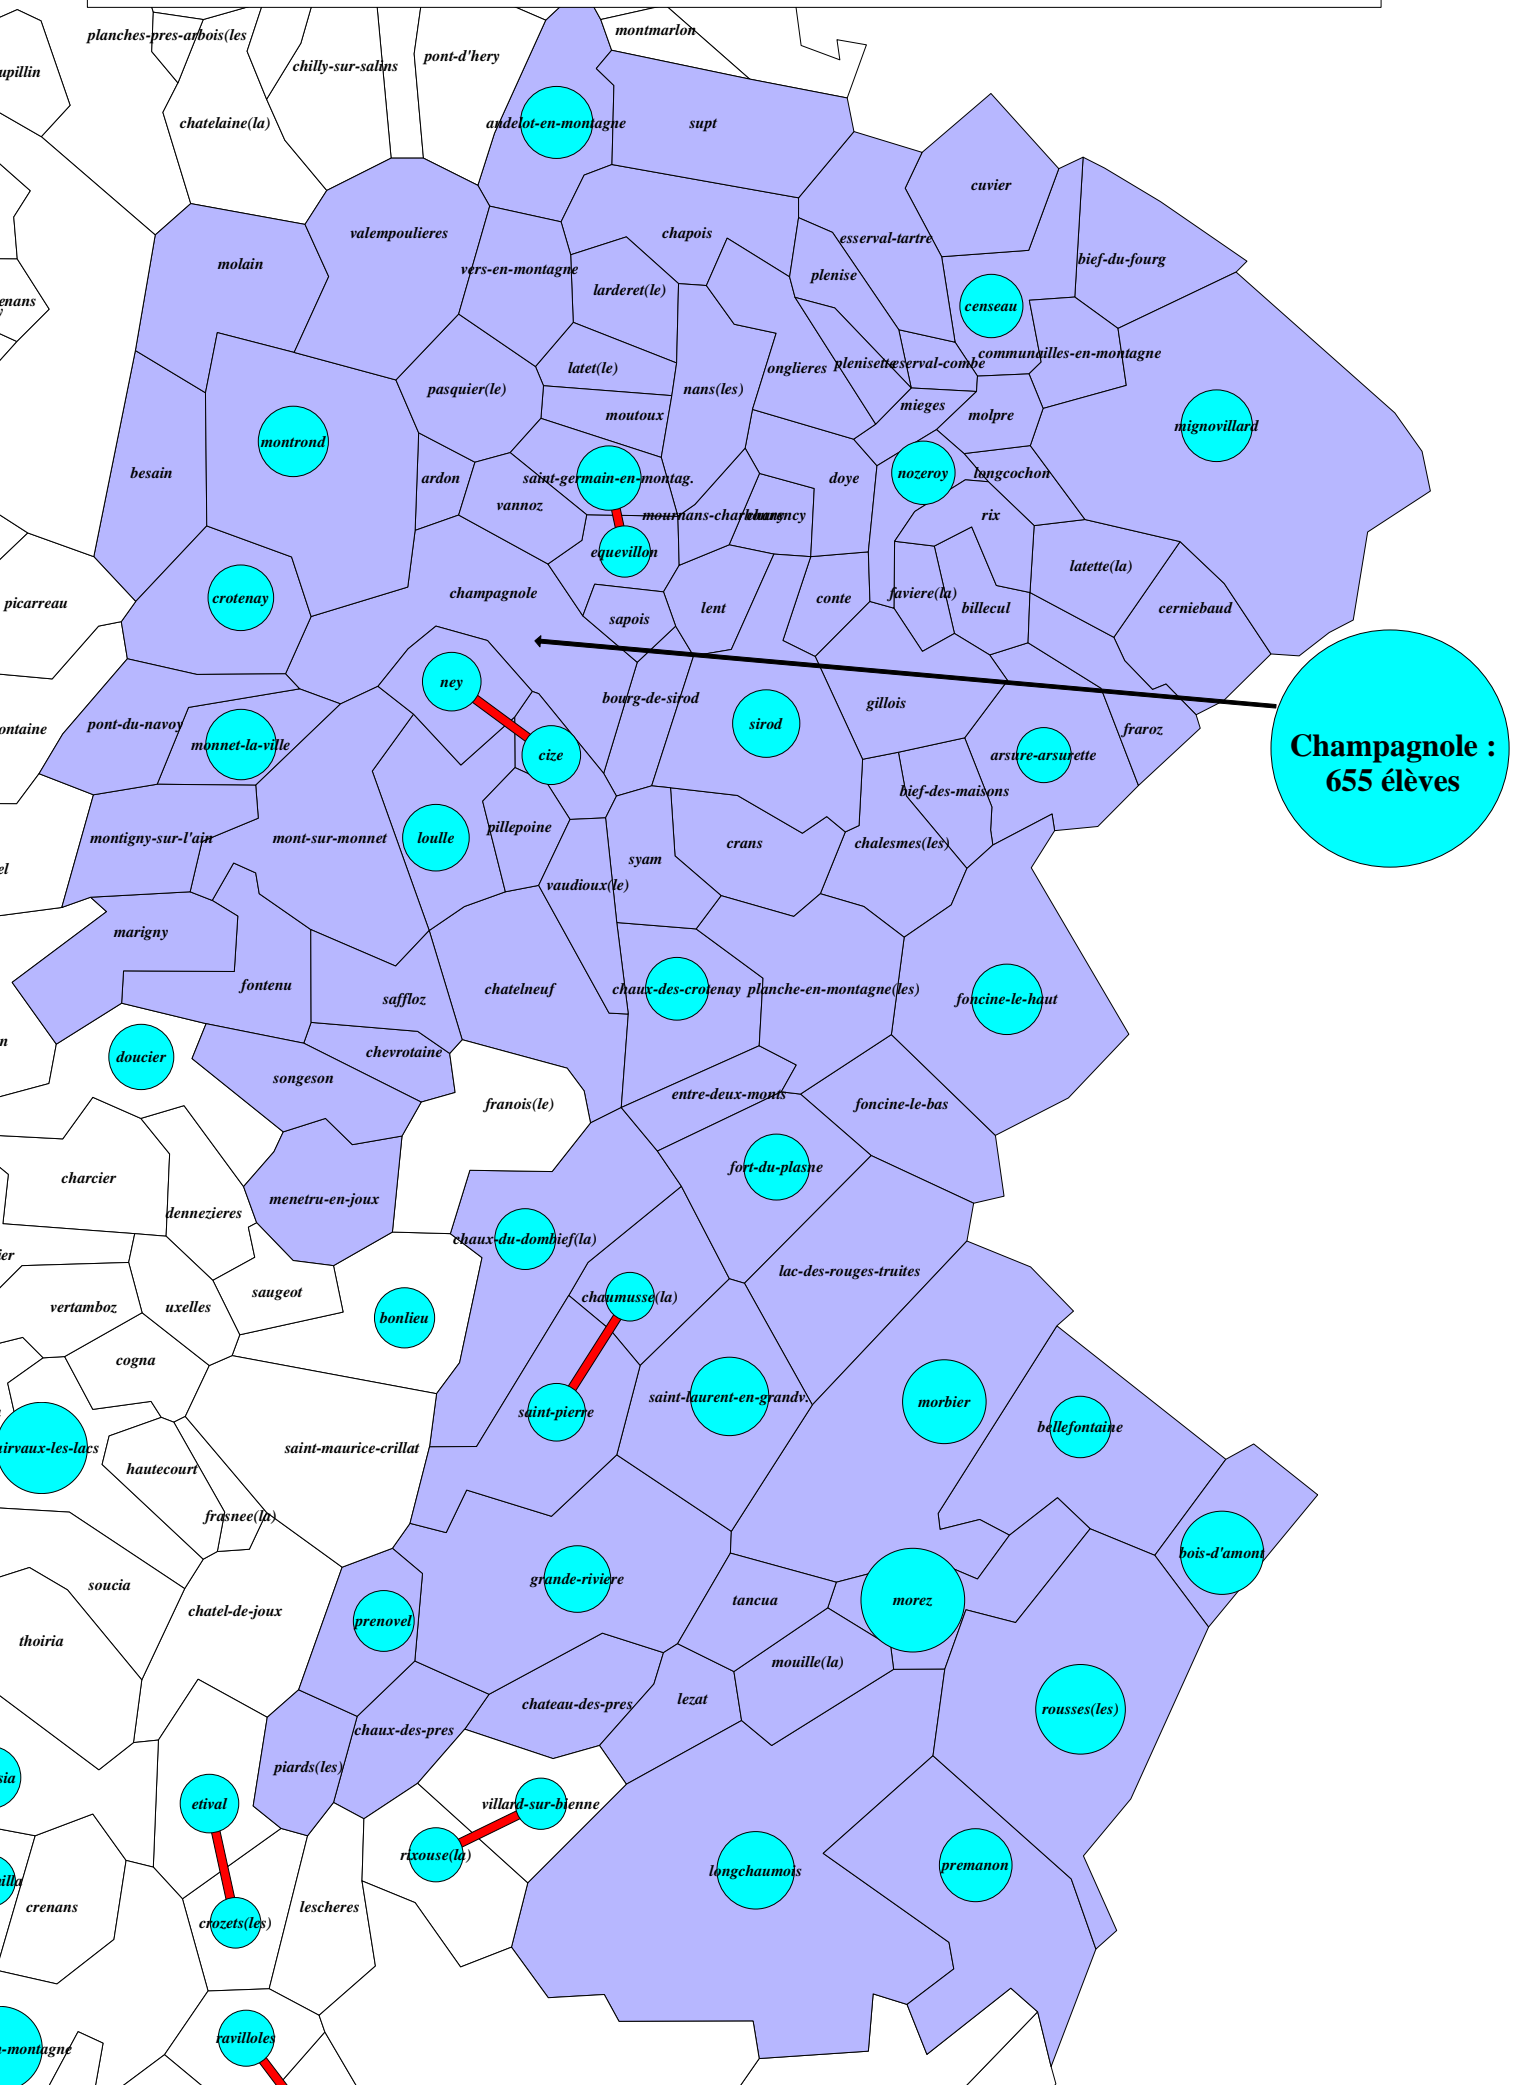 montmarlon
planches-pres-arbois(les
pont-d'hery
chilly-sur-salins
upillin
chatelaine(la)
andelot-en-montagne
supt
cuvier
valempoulieres
chapois
esserval-tartre
molain
vers-en-montagne
plenise
bief-du-fourg
larderet(le)
enans
censeau
communailles-en-montagne
latet(le)
onglieres
plenisette
eserval-combe
pasquier(le)
nans(les)
mieges
moutoux
molpre
mignovillard
montrond
besain
ardon
saint-germain-en-montag.
doye
nozeroy
longcochon
vannoz
mournans-charbonny
charency
rix
equevillon
latette(la)
picarreau
crotenay
champagnole
sapois
lent
conte
faviere(la)
billecul
cerniebaud
ney
bourg-de-sirod
gillois
pont-du-navoy
ontaine
monnet-la-ville
sirod
fraroz
cize
arsure-arsurette
Champagnole :
655 élèves
bief-des-maisons
montigny-sur-l'ain
mont-sur-monnet
loulle
pillepoine
syam
crans
chalesmes(les)
el
vaudioux(le)
marigny
fontenu
saffloz
chatelneuf
chaux-des-crotenay
planche-en-montagne(les)
foncine-le-haut
n
doucier
chevrotaine
songeson
franois(le)
entre-deux-monts
foncine-le-bas
charcier
fort-du-plasne
menetru-en-joux
dennezieres
chaux-du-dombief(la)
ier
lac-des-rouges-truites
vertamboz
uxelles
saugeot
chaumusse(la)
bonlieu
cogna
saint-laurent-en-grandv.
morbier
saint-pierre
bellefontaine
airvaux-les-lacs
saint-maurice-crillat
hautecourt
frasnee(la)
bois-d'amont
soucia
grande-riviere
chatel-de-joux
prenovel
tancua
morez
thoiria
mouille(la)
lezat
chateau-des-pres
rousses(les)
chaux-des-pres
piards(les)
sia
etival
villard-sur-bienne
rixouse(la)
longchaumois
premanon
illa
crenans
lescheres
crozets(les)
ravilloles
-montagne